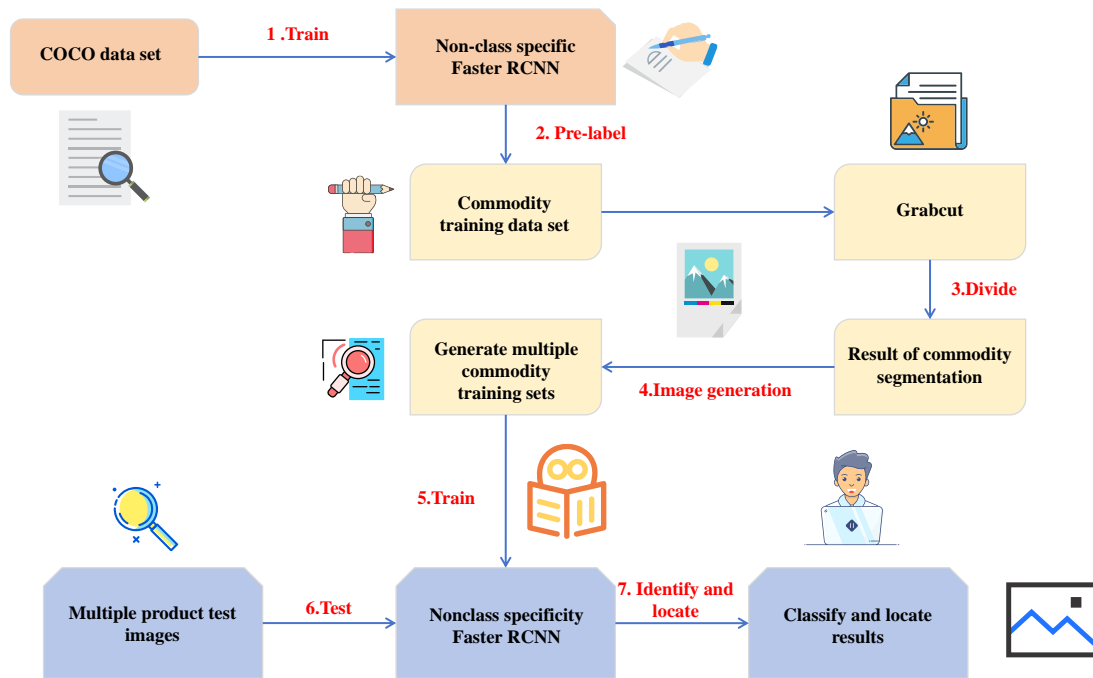 COCO data set
1 .Train
Non-class specific
Faster RCNN
2. Pre-label
Commodity
training data set
Grabcut
3.Divide
Generate multiple
commodity
training sets
4.Image generation
Result of commodity
segmentation
5.Train
Multiple product test
images
6.Test
Nonclass specificity
Faster RCNN
7. Identify and
locate
Classify and locate
results